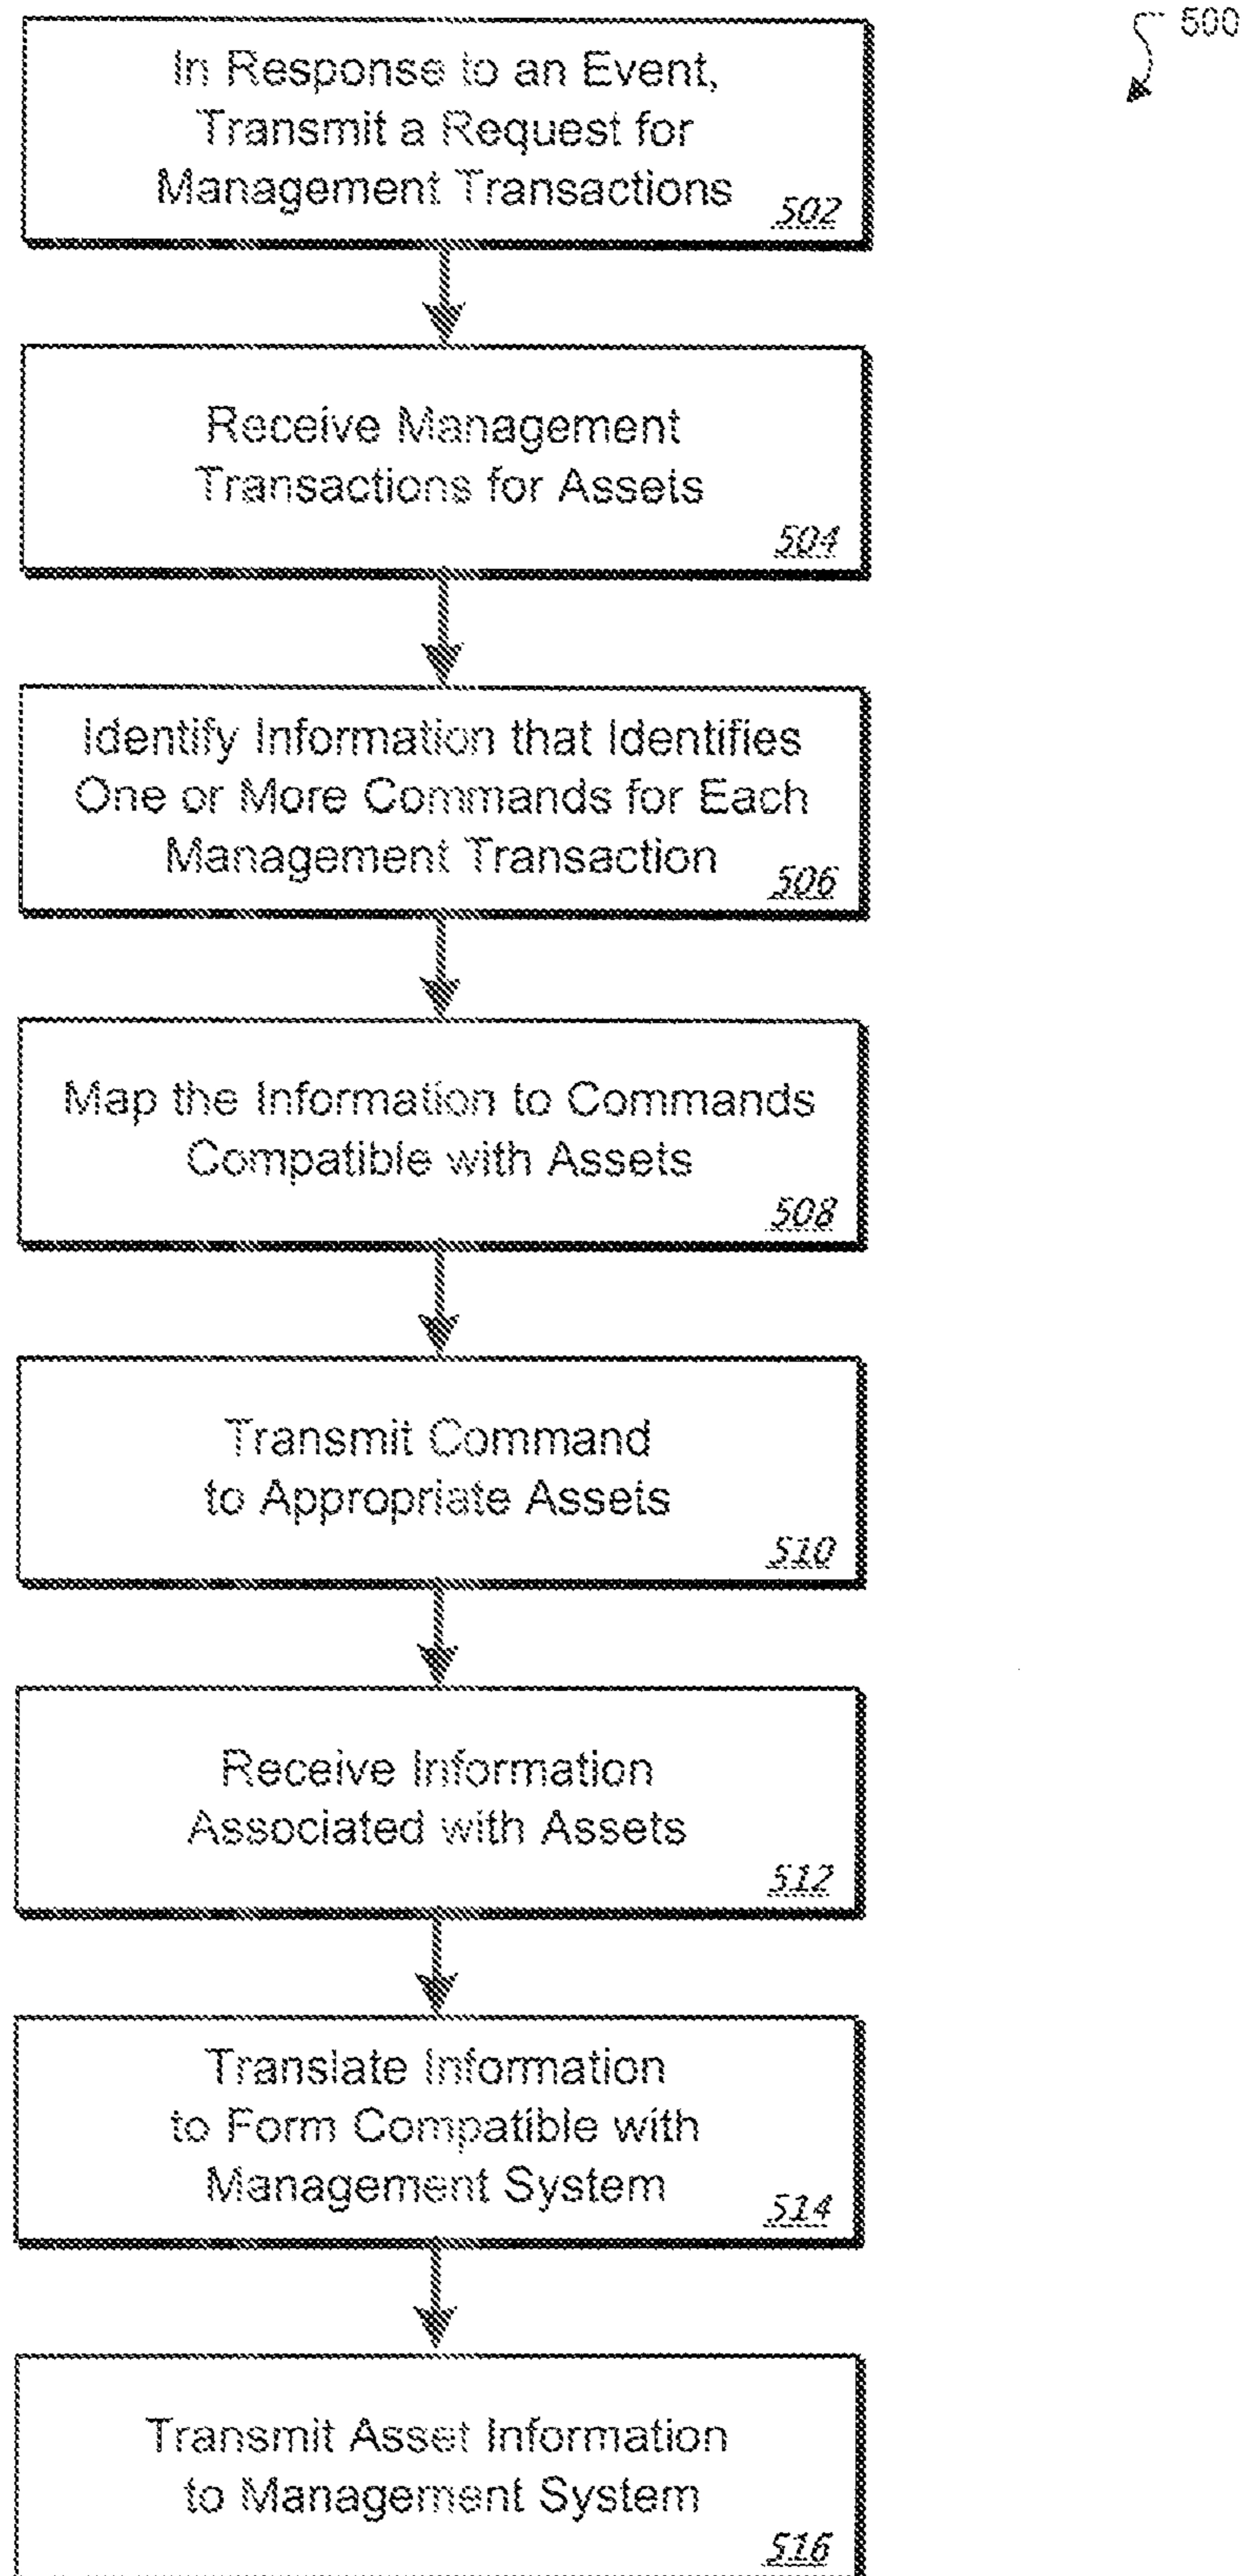 500
In Response to an Event,
Transmit a Request for
Management Transactions
502
Receive Management
Transactions for Assets
504
Identify Information that Identifies
One or More Commands for Each
Management Transaction
506
Map the Information to Commands
Compatible with Assets
508
Transmit Command
to Appropriate Assets
510
Receive Information
Associated with Assets
512
Translate Information
to Form Compatible with
Management System
514
Transmit Asset Information
to Management System
516